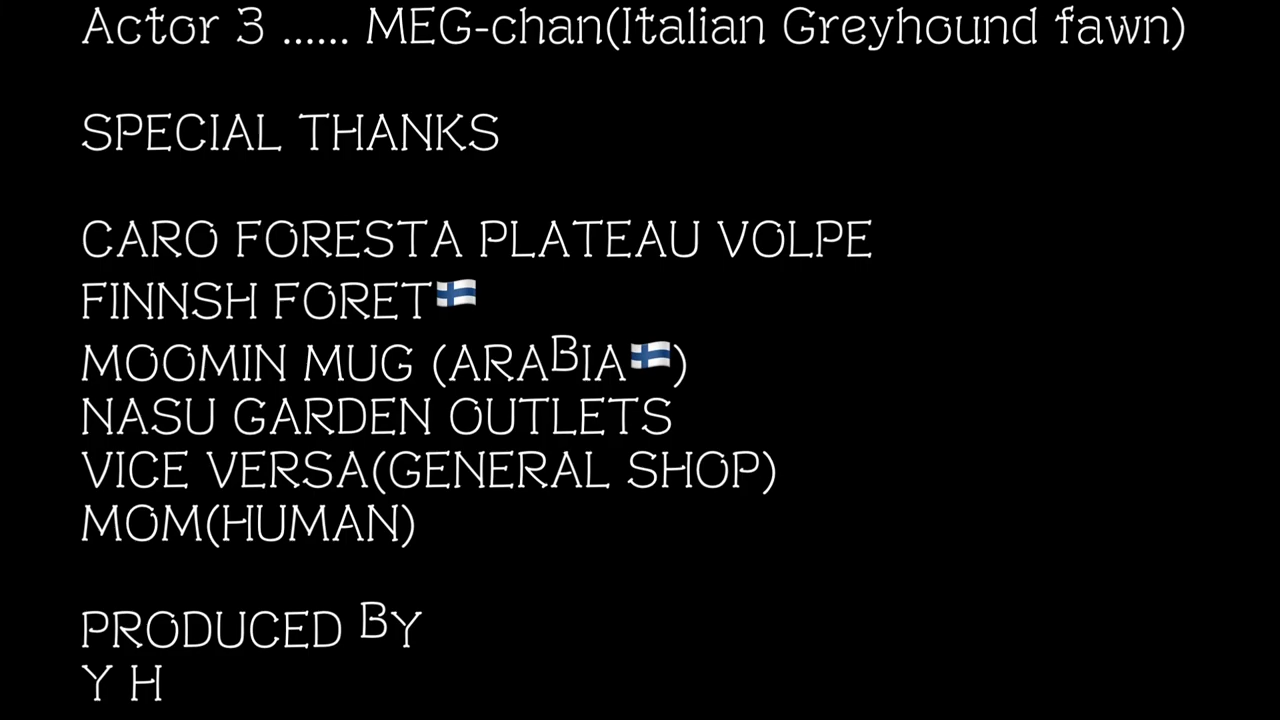 Actor 3 ...... MEG-chan(Italian Greyhound fawn)
SPECIAL THANKS
CARO FORESTA PLATEAU VOLPE
FINNSH FORET🇫🇮
MOOMIN MUG (ARABIA🇫🇮)
NASU GARDEN OUTLETS
VICE VERSA(GENERAL SHOP)
MOM(HUMAN)
PRODUCED BY
Y H